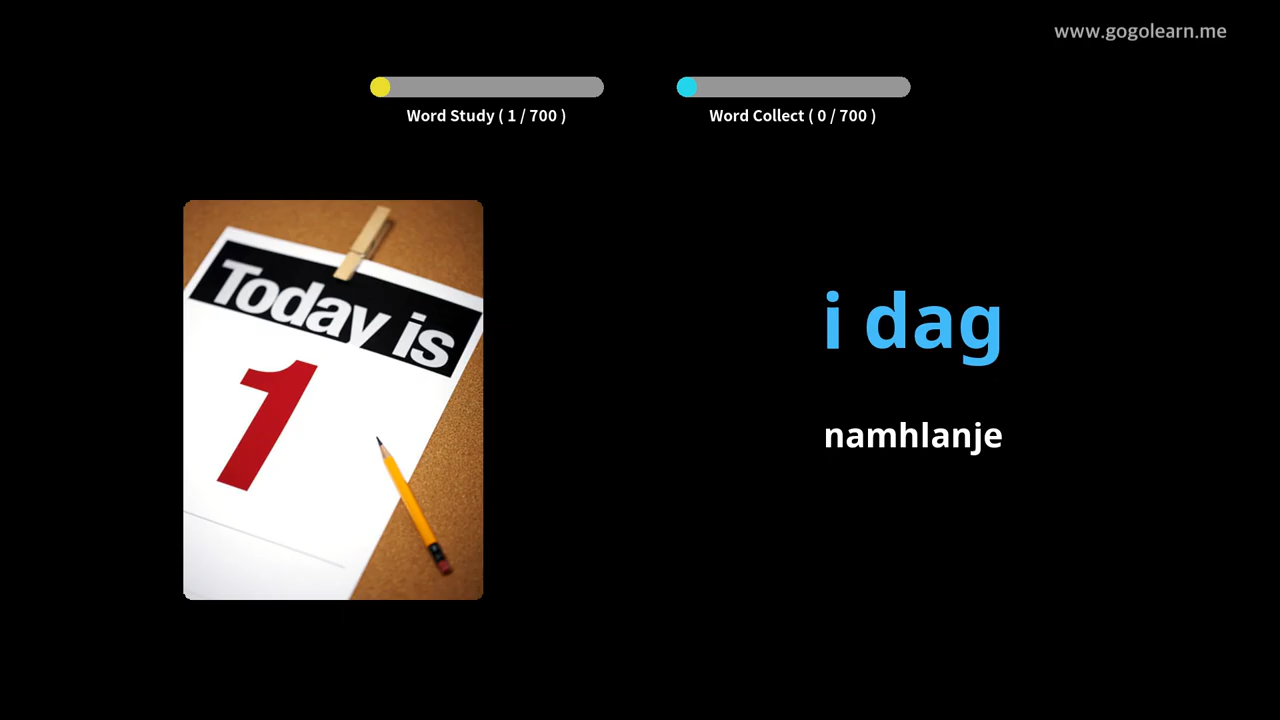 www.gogolearn.me
Word Study ( 1 / 700 )
Word Collect ( 0 / 700 )
Today is
1
i dag
namhlanje